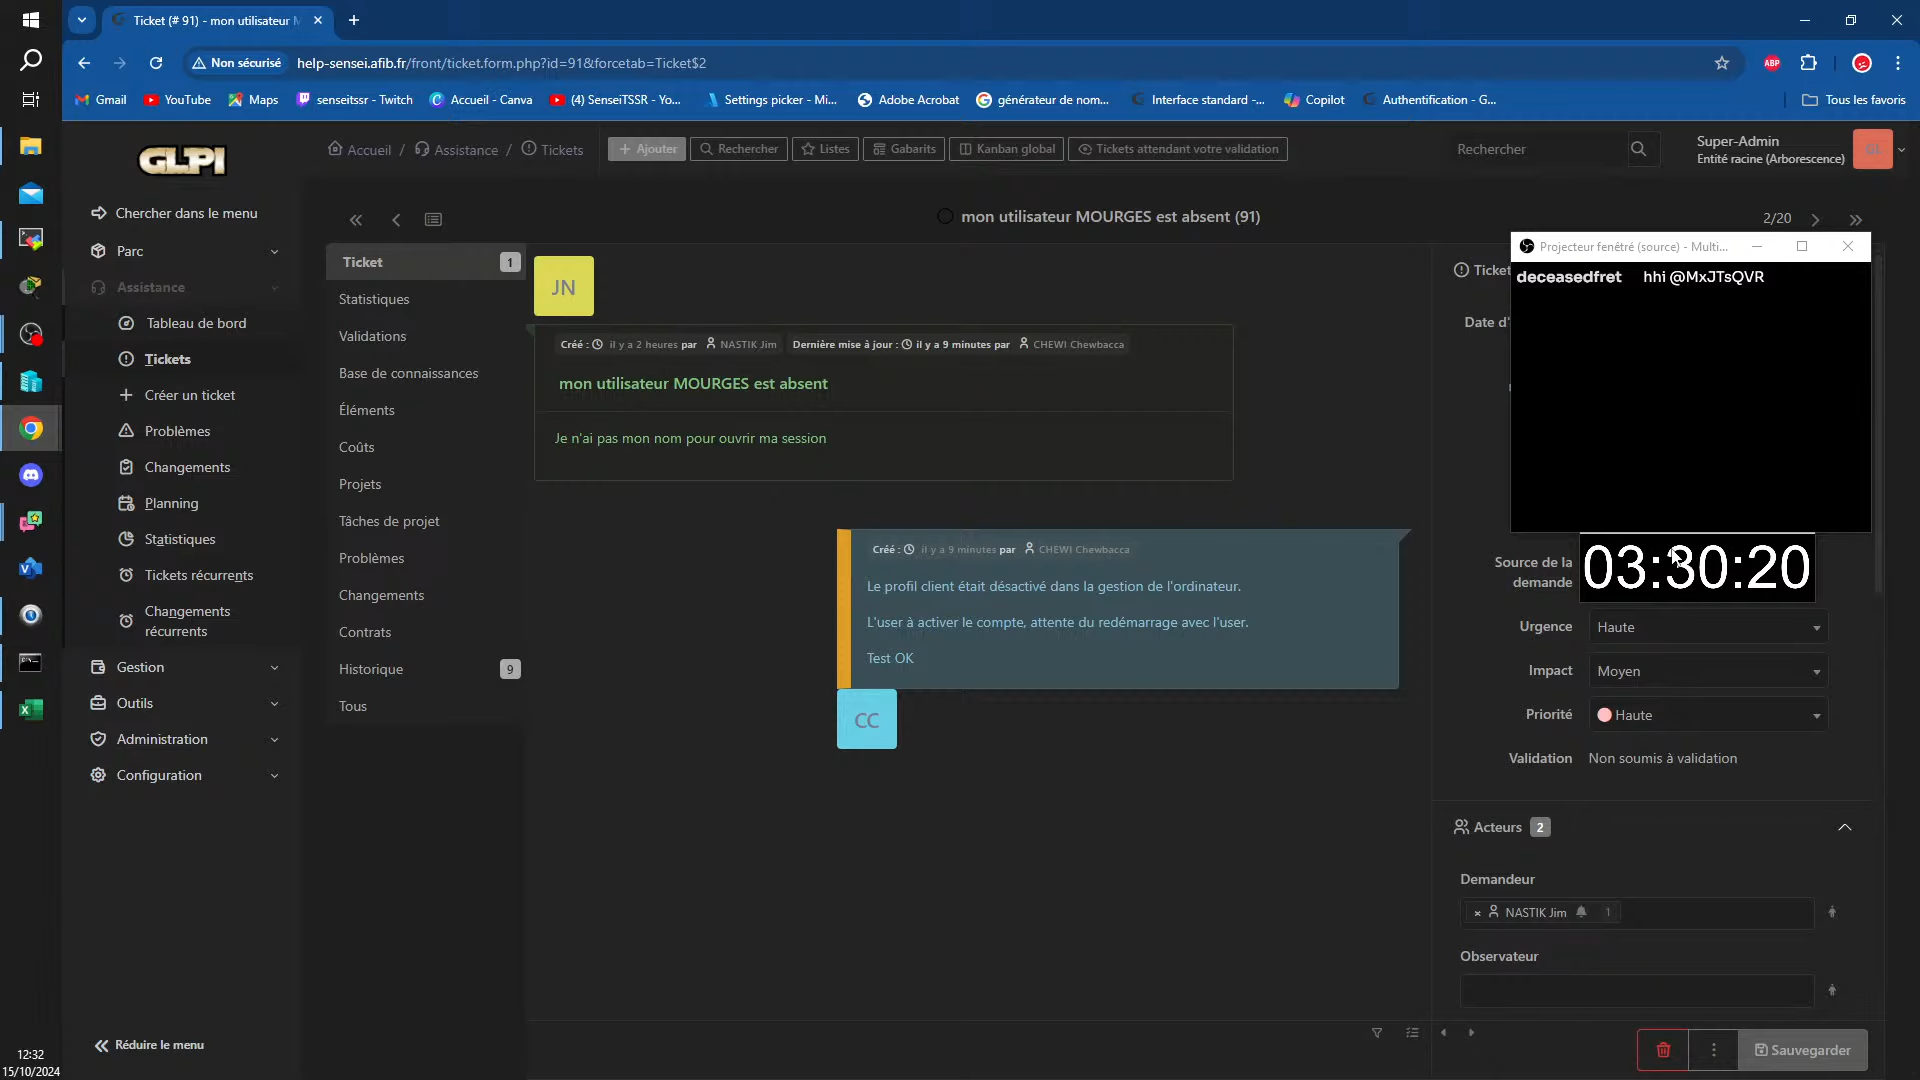 Ticket (# 91) - mon utilisateur M
Non sécurisé
help-sensei.afib.fr/front/ticket.form.php?id=91&forcetab=Ticket$2
ABP
Gmail
YouTube
Maps
senseitssr - Twitch
Accueil - Canva
(4) SenseiTSSR - Yo...
Settings picker - Mi...
Adobe Acrobat
générateur de nom...
Interface standard -...
Copilot
Authentification - G...
Tous les favoris
GLPI
Accueil / Assistance / Tickets
+ Ajouter
Rechercher
Listes
Gabarits
Kanban global
Tickets attendant votre validation
Rechercher
Super-Admin
Entité racine (Arborescence)
Chercher dans le menu
Parc
Assistance
Tableau de bord
Tickets
Créer un ticket
Problèmes
Changements
Planning
Statistiques
Tickets récurrents
Changements
récurrents
Gestion
Outils
Administration
Configuration
Réduire le menu
mon utilisateur MOURGES est absent (91)
2/20
Ticket 1
Statistiques
Validations
Base de connaissances
Éléments
Coûts
Projets
Tâches de projet
Problèmes
Changements
Contrats
Historique 9
Tous
JN
Créé : il y a 2 heures par NASTIK Jim Dernière mise à jour : il y a 9 minutes par CHEWI Chewbacca
mon utilisateur MOURGES est absent
Je n'ai pas mon nom pour ouvrir ma session
Créé : il y a 9 minutes par CHEWI Chewbacca
Le profil client était désactivé dans la gestion de l'ordinateur.
L'user à activer le compte, attente du redémarrage avec l'user.
Test OK
CC
Projecteur fenêtré (source) - Multi...
deceasedfret hhi @MxJTsQVR
Ticket
Date d'
03:30:20
Source de la
demande
Urgence Haute
Impact Moyen
Priorité Haute
Validation Non soumis à validation
Acteurs 2
Demandeur
× NASTIK Jim 1
Observateur
Sauvegarder
12:32
15/10/2024